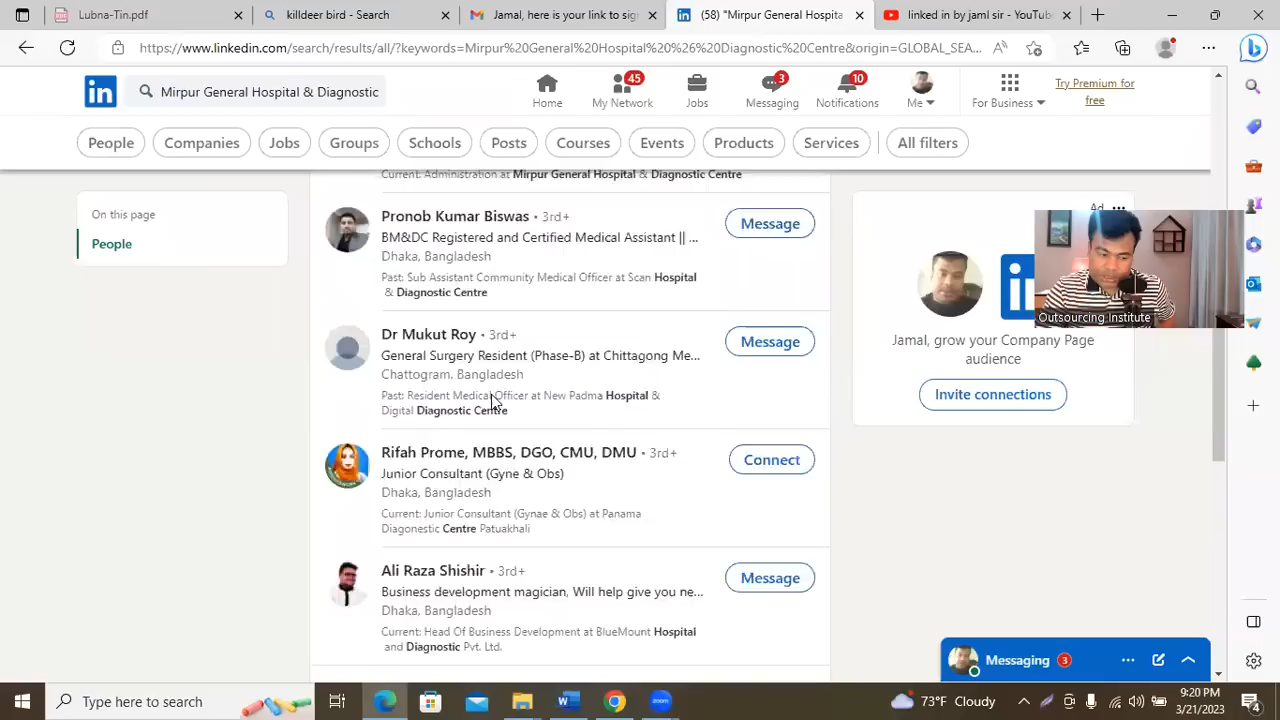 Lubna-Tin.pdf
killdeer bird - Search
Jamal, here is your link to sig
(58) "Mirpur General Hospita
linked in by jaml sir - YouTube
https://www.linkedin.com/search/results/all/?keywords=Mirpur%20General%20Hospital%20%26%20Diagnostic%20Centre&origin=GLOBAL_SEA...
in
Mirpur General Hospital & Diagnostic
45
3
10
Home
My Network
Jobs
Messaging
Notifications
Me
For Business
Try Premium for
free
People
Companies
Jobs
Groups
Schools
Posts
Courses
Events
Products
Services
All filters
On this page
People
Current: Administration at Mirpur General Hospital & Diagnostic Centre
Pronob Kumar Biswas • 3rd+
BM&DC Registered and Certified Medical Assistant || ...
Dhaka, Bangladesh
Past: Sub Assistant Community Medical Officer at Scan Hospital
& Diagnostic Centre
Message
Dr Mukut Roy • 3rd+
General Surgery Resident (Phase-B) at Chittagong Me...
Chattogram, Bangladesh
Past: Resident Medical Officer at New Padma Hospital &
Digital Diagnostic Centre
Message
Rifah Prome, MBBS, DGO, CMU, DMU • 3rd+
Junior Consultant (Gyne & Obs)
Dhaka, Bangladesh
Current: Junior Consultant (Gynae & Obs) at Panama
Diagonestic Centre Patuakhali
Connect
Ali Raza Shishir • 3rd+
Business development magician, Will help give you ne...
Dhaka, Bangladesh
Current: Head Of Business Development at BlueMount Hospital
and Diagnostic Pvt. Ltd.
Message
Ad ...
Outsourcing Institute
Jamal, grow your Company Page
audience
Invite connections
Messaging 3
Type here to search
73°F Cloudy
9:20 PM
3/21/2023
4